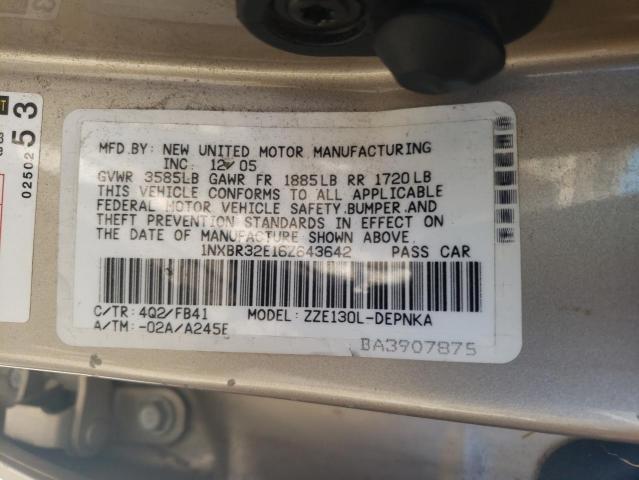 MFD.BY: NEW UNITED MOTOR MANUFACTURING
INC. 12/05
GVWR 3585LB GAWR FR 1885LB RR 1720LB
THIS VEHICLE CONFORMS TO ALL APPLICABLE
FEDERAL MOTOR VEHICLE SAFETY,BUMPER,AND
THEFT PREVENTION STANDARDS IN EFFECT ON
THE DATE OF MANUFACTURE SHOWN ABOVE.
1NXBR32E16Z643642 PASS CAR
C/TR: 4Q2/FB41 MODEL: ZZE130L-DEPNKA
A/TM: -02A/A245E
BA3907875
0250253